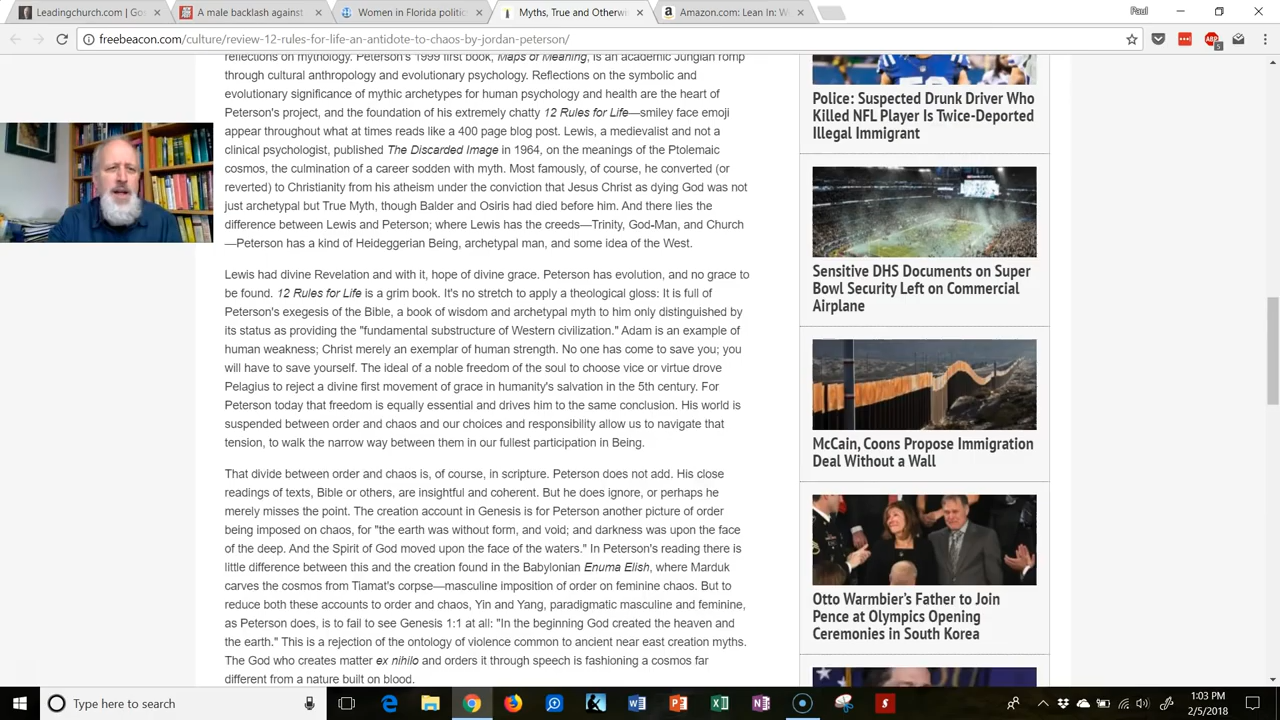 Leadingchurch.com | Go
A male backlash against
Women in Florida politic
Myths, True and Otherw
Amazon.com: Lean In: W
Paul
freebeacon.com/culture/review-12-rules-for-life-an-antidote-to-chaos-by-jordan-peterson/
ABP
5
reflections on mythology. Peterson's 1999 first book, Maps of Meaning, is an academic Jungian romp
through cultural anthropology and evolutionary psychology. Reflections on the symbolic and
evolutionary significance of mythic archetypes for human psychology and health are the heart of
Peterson's project, and the foundation of his extremely chatty 12 Rules for Life—smiley face emoji
appear throughout what at times reads like a 400 page blog post. Lewis, a medievalist and not a
clinical psychologist, published The Discarded Image in 1964, on the meanings of the Ptolemaic
cosmos, the culmination of a career sodden with myth. Most famously, of course, he converted (or
reverted) to Christianity from his atheism under the conviction that Jesus Christ as dying God was not
just archetypal but True Myth, though Balder and Osiris had died before him. And there lies the
difference between Lewis and Peterson; where Lewis has the creeds—Trinity, God-Man, and Church
—Peterson has a kind of Heideggerian Being, archetypal man, and some idea of the West.
Lewis had divine Revelation and with it, hope of divine grace. Peterson has evolution, and no grace to
be found. 12 Rules for Life is a grim book. It's no stretch to apply a theological gloss: It is full of
Peterson's exegesis of the Bible, a book of wisdom and archetypal myth to him only distinguished by
its status as providing the "fundamental substructure of Western civilization." Adam is an example of
human weakness; Christ merely an exemplar of human strength. No one has come to save you; you
will have to save yourself. The ideal of a noble freedom of the soul to choose vice or virtue drove
Pelagius to reject a divine first movement of grace in humanity's salvation in the 5th century. For
Peterson today that freedom is equally essential and drives him to the same conclusion. His world is
suspended between order and chaos and our choices and responsibility allow us to navigate that
tension, to walk the narrow way between them in our fullest participation in Being.
That divide between order and chaos is, of course, in scripture. Peterson does not add. His close
readings of texts, Bible or others, are insightful and coherent. But he does ignore, or perhaps he
merely misses the point. The creation account in Genesis is for Peterson another picture of order
being imposed on chaos, for "the earth was without form, and void; and darkness was upon the face
of the deep. And the Spirit of God moved upon the face of the waters." In Peterson's reading there is
little difference between this and the creation found in the Babylonian Enuma Elish, where Marduk
carves the cosmos from Tiamat's corpse—masculine imposition of order on feminine chaos. But to
reduce both these accounts to order and chaos, Yin and Yang, paradigmatic masculine and feminine,
as Peterson does, is to fail to see Genesis 1:1 at all: "In the beginning God created the heaven and
the earth." This is a rejection of the ontology of violence common to ancient near east creation myths.
The God who creates matter ex nihilo and orders it through speech is fashioning a cosmos far
different from a nature built on blood.
Police: Suspected Drunk Driver Who
Killed NFL Player Is Twice-Deported
Illegal Immigrant
Sensitive DHS Documents on Super
Bowl Security Left on Commercial
Airplane
McCain, Coons Propose Immigration
Deal Without a Wall
Otto Warmbier's Father to Join
Pence at Olympics Opening
Ceremonies in South Korea
Type here to search
1:03 PM
2/5/2018